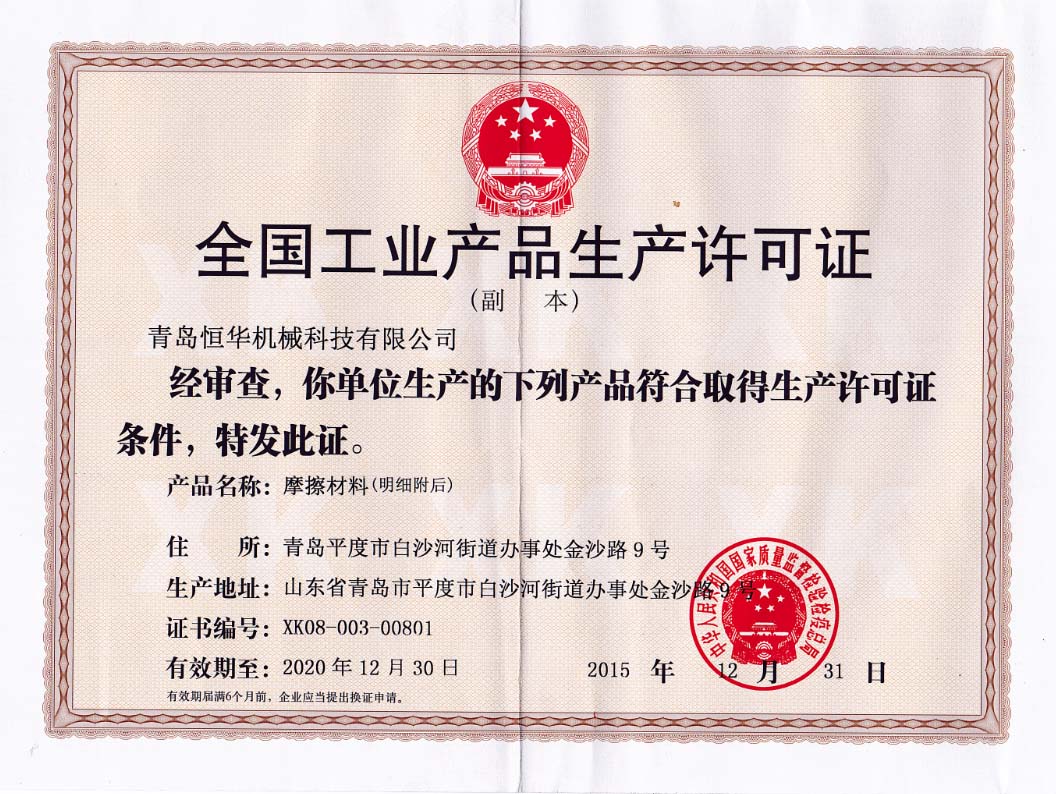 全国工业产品生产许可证
(副 本)
青岛恒华机械科技有限公司
经审查，你单位生产的下列产品符合取得生产许可证
条件，特发此证。
产品名称：摩擦材料(明细附后)
住 所：青岛平度市白沙河街道办事处金沙路9号
生产地址：山东省青岛市平度市白沙河街道办事处金沙路9号
证书编号：XK08-003-00801
有效期至：2020年12月30日
2015 年 12 月 31 日
有效期届满6个月前，企业应当提出换证申请。
中华人民共和国国家质量监督检验检疫总局
XK XK XK
XK XK XK